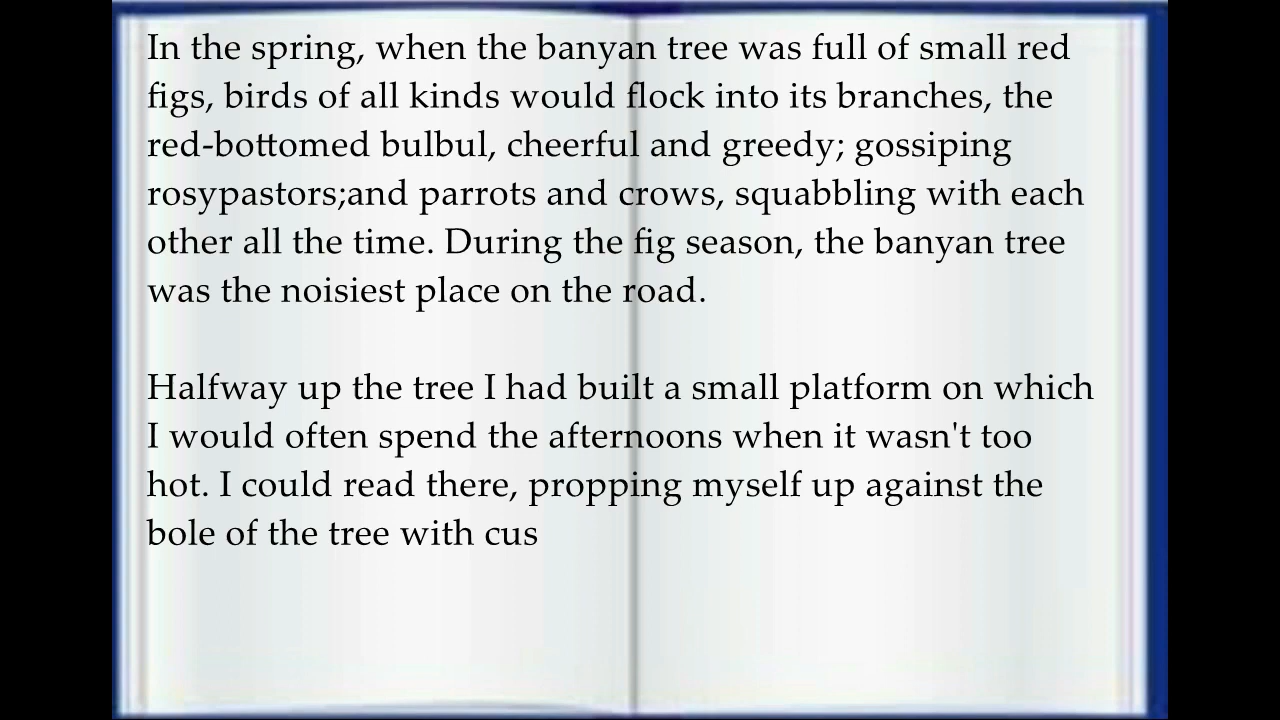 In the spring, when the banyan tree was full of small red
figs, birds of all kinds would flock into its branches, the
red-bottomed bulbul, cheerful and greedy; gossiping
rosypastors;and parrots and crows, squabbling with each
other all the time. During the fig season, the banyan tree
was the noisiest place on the road.
Halfway up the tree I had built a small platform on which
I would often spend the afternoons when it wasn't too
hot. I could read there, propping myself up against the
bole of the tree with cus